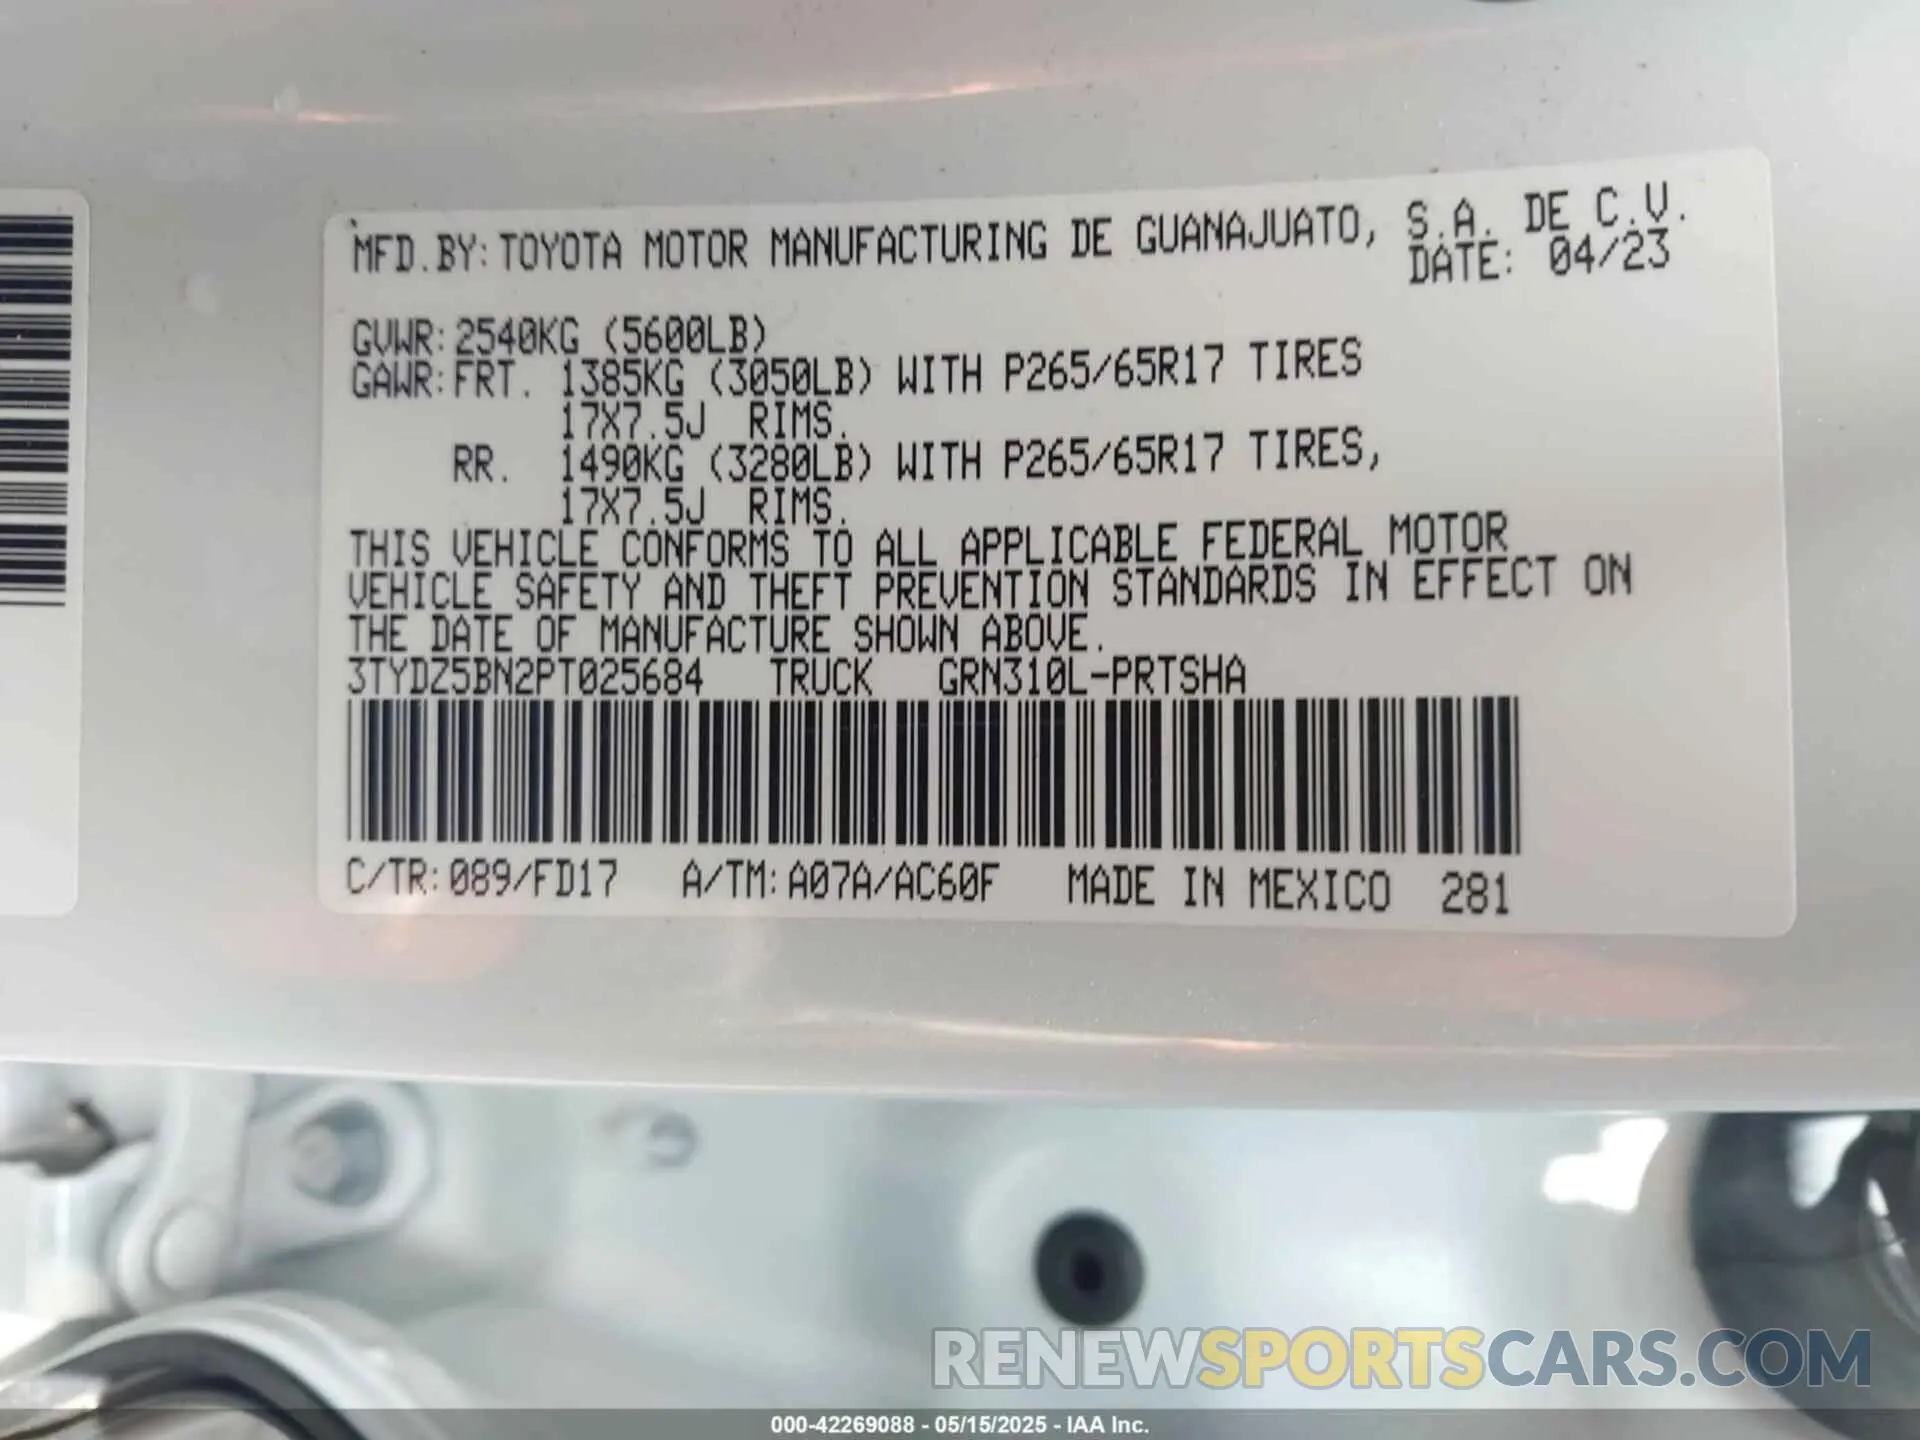 MFD.BY: TOYOTA MOTOR MANUFACTURING DE GUANAJUATO, S.A. DE C.V.
DATE: 04/23
GVWR: 2540KG (5600LB)
GAWR: FRT. 1385KG (3050LB) WITH P265/65R17 TIRES
17X7.5J RIMS.
RR. 1490KG (3280LB) WITH P265/65R17 TIRES,
17X7.5J RIMS.
THIS VEHICLE CONFORMS TO ALL APPLICABLE FEDERAL MOTOR
VEHICLE SAFETY AND THEFT PREVENTION STANDARDS IN EFFECT ON
THE DATE OF MANUFACTURE SHOWN ABOVE.
3TYDZ5BN2PT025684 TRUCK GRN310L-PRTSHA
C/TR: 089/FD17 A/TM: A07A/AC60F MADE IN MEXICO 281
RENEWSPORTSCARS.COM
000-42269088 - 05/15/2025 - IAA Inc.